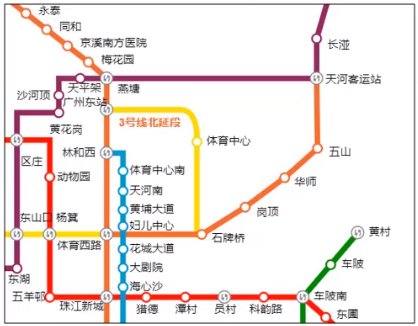 永泰
同和
京溪南方医院
梅花园
长湴
天平架
燕塘
天河客运站
沙河顶
广州东站
黄花岗
3号线北延段
林和西
体育中心
五山
区庄
动物园
体育中心南
华师
天河南
黄埔大道
岗顶
东山口 杨箕
妇儿中心
体育西路
石牌桥
黄村
花城大道
大剧院
车陂
东湖
海心沙
五羊邨
珠江新城
猎德
潭村
员村
科韵路
车陂南
东圃